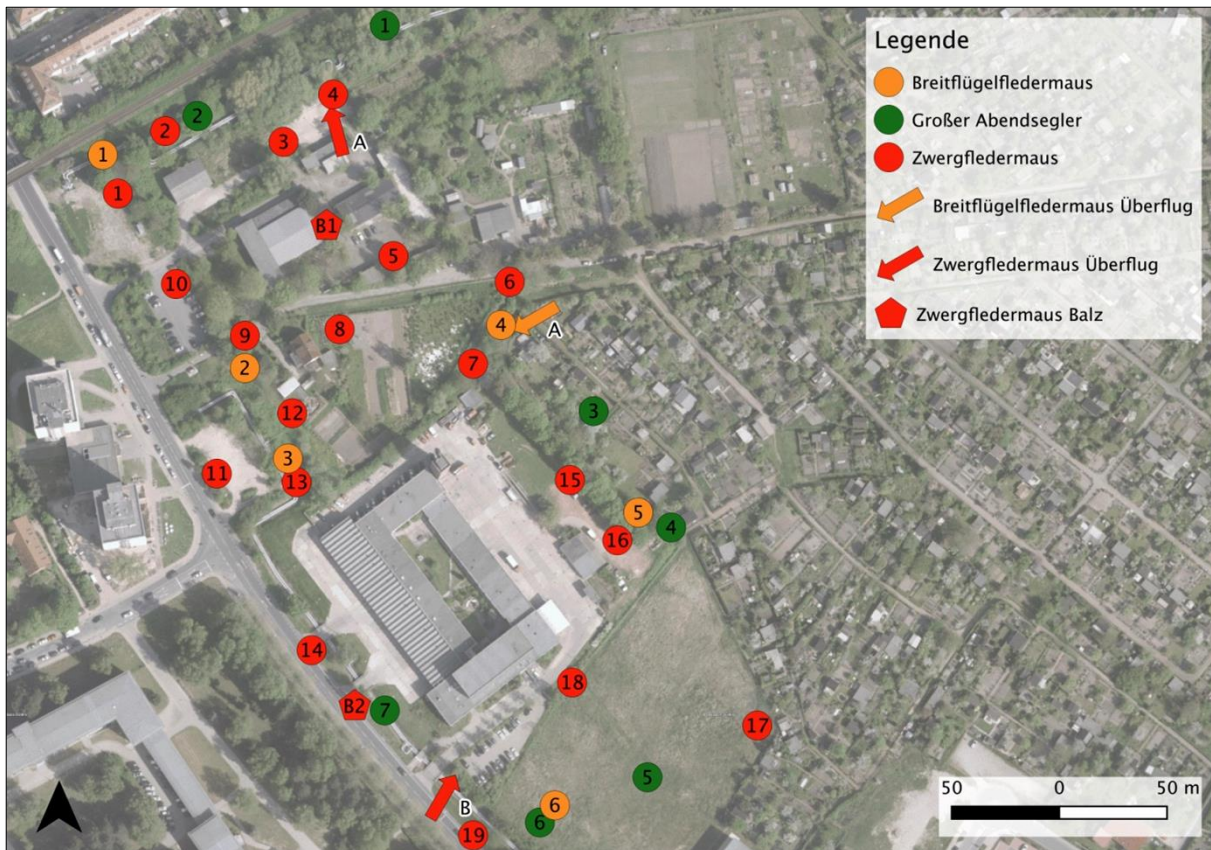 Legende
Breitflügelfledermaus
Großer Abendsegler
Zwergfledermaus
Breitflügelfledermaus Überflug
Zwergfledermaus Überflug
Zwergfledermaus Balz
1
4
2
2
3
A
1
1
B1
5
10
6
4
A
9
8
2
7
12
3
3
11
13
15
5
4
16
14
18
B2
7
17
5
50 0 50 m
B
6
6
19